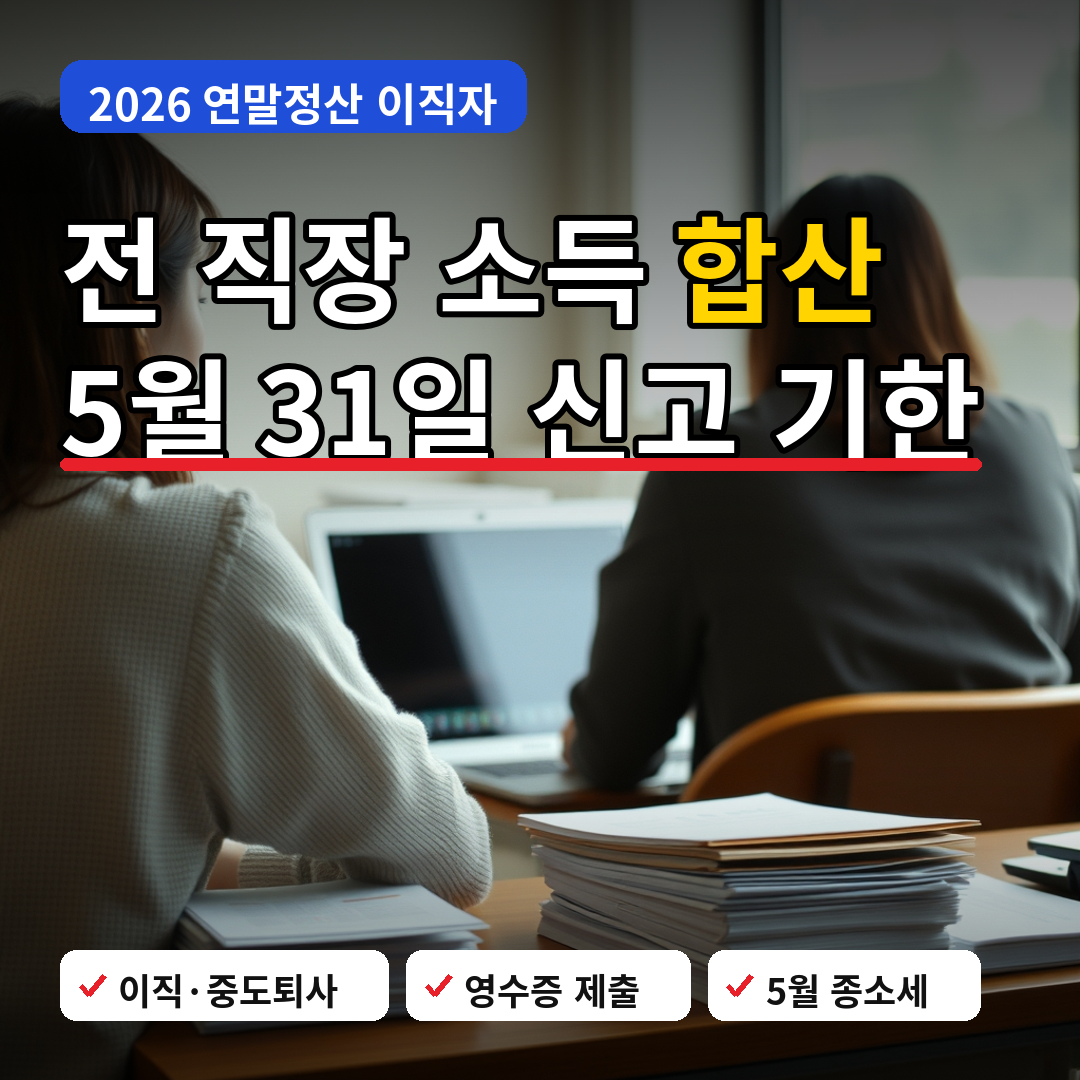 2026 연말정산 이직자
전 직장 소득 합산
5월 31일 신고 기한
이직·중도퇴사
영수증 제출
5월 종소세